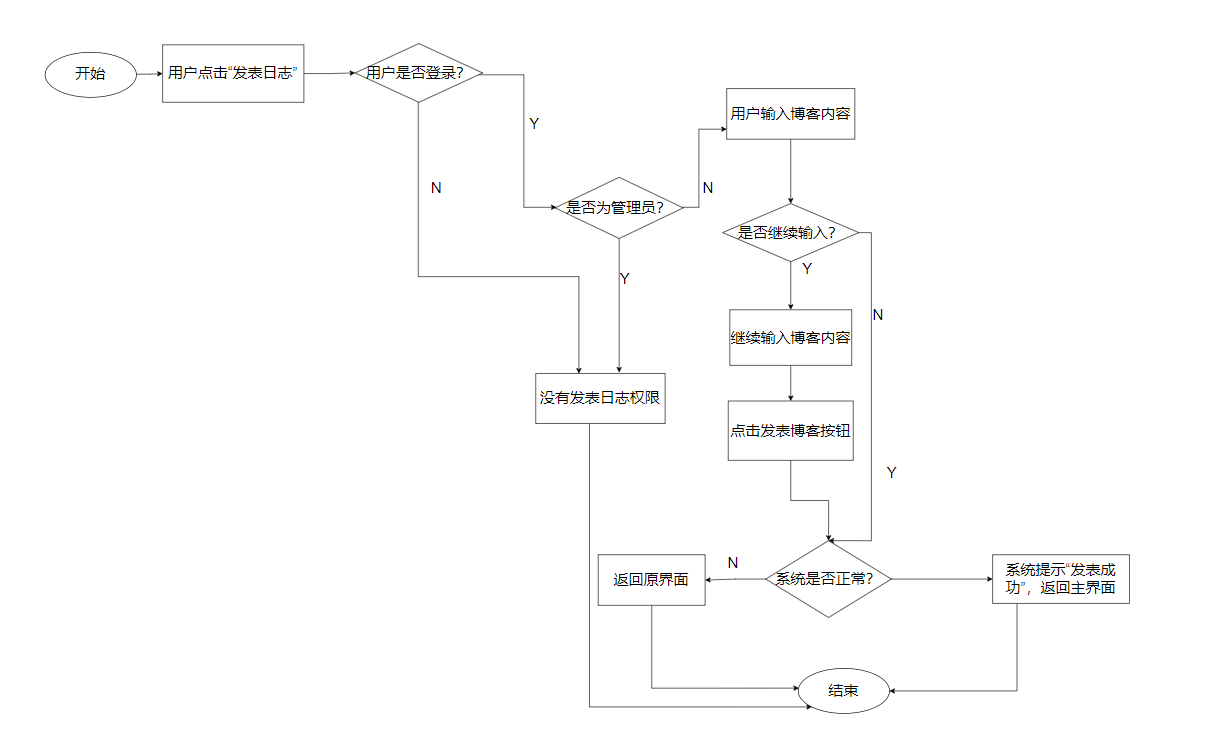 开始
用户点击“发表日志”
用户是否登录？
Y
N
是否为管理员？
N
Y
用户输入博客内容
是否继续输入？
Y
N
继续输入博客内容
没有发表日志权限
点击发表博客按钮
Y
N
返回原界面
系统是否正常？
系统提示“发表成
功”，返回主界面
结束